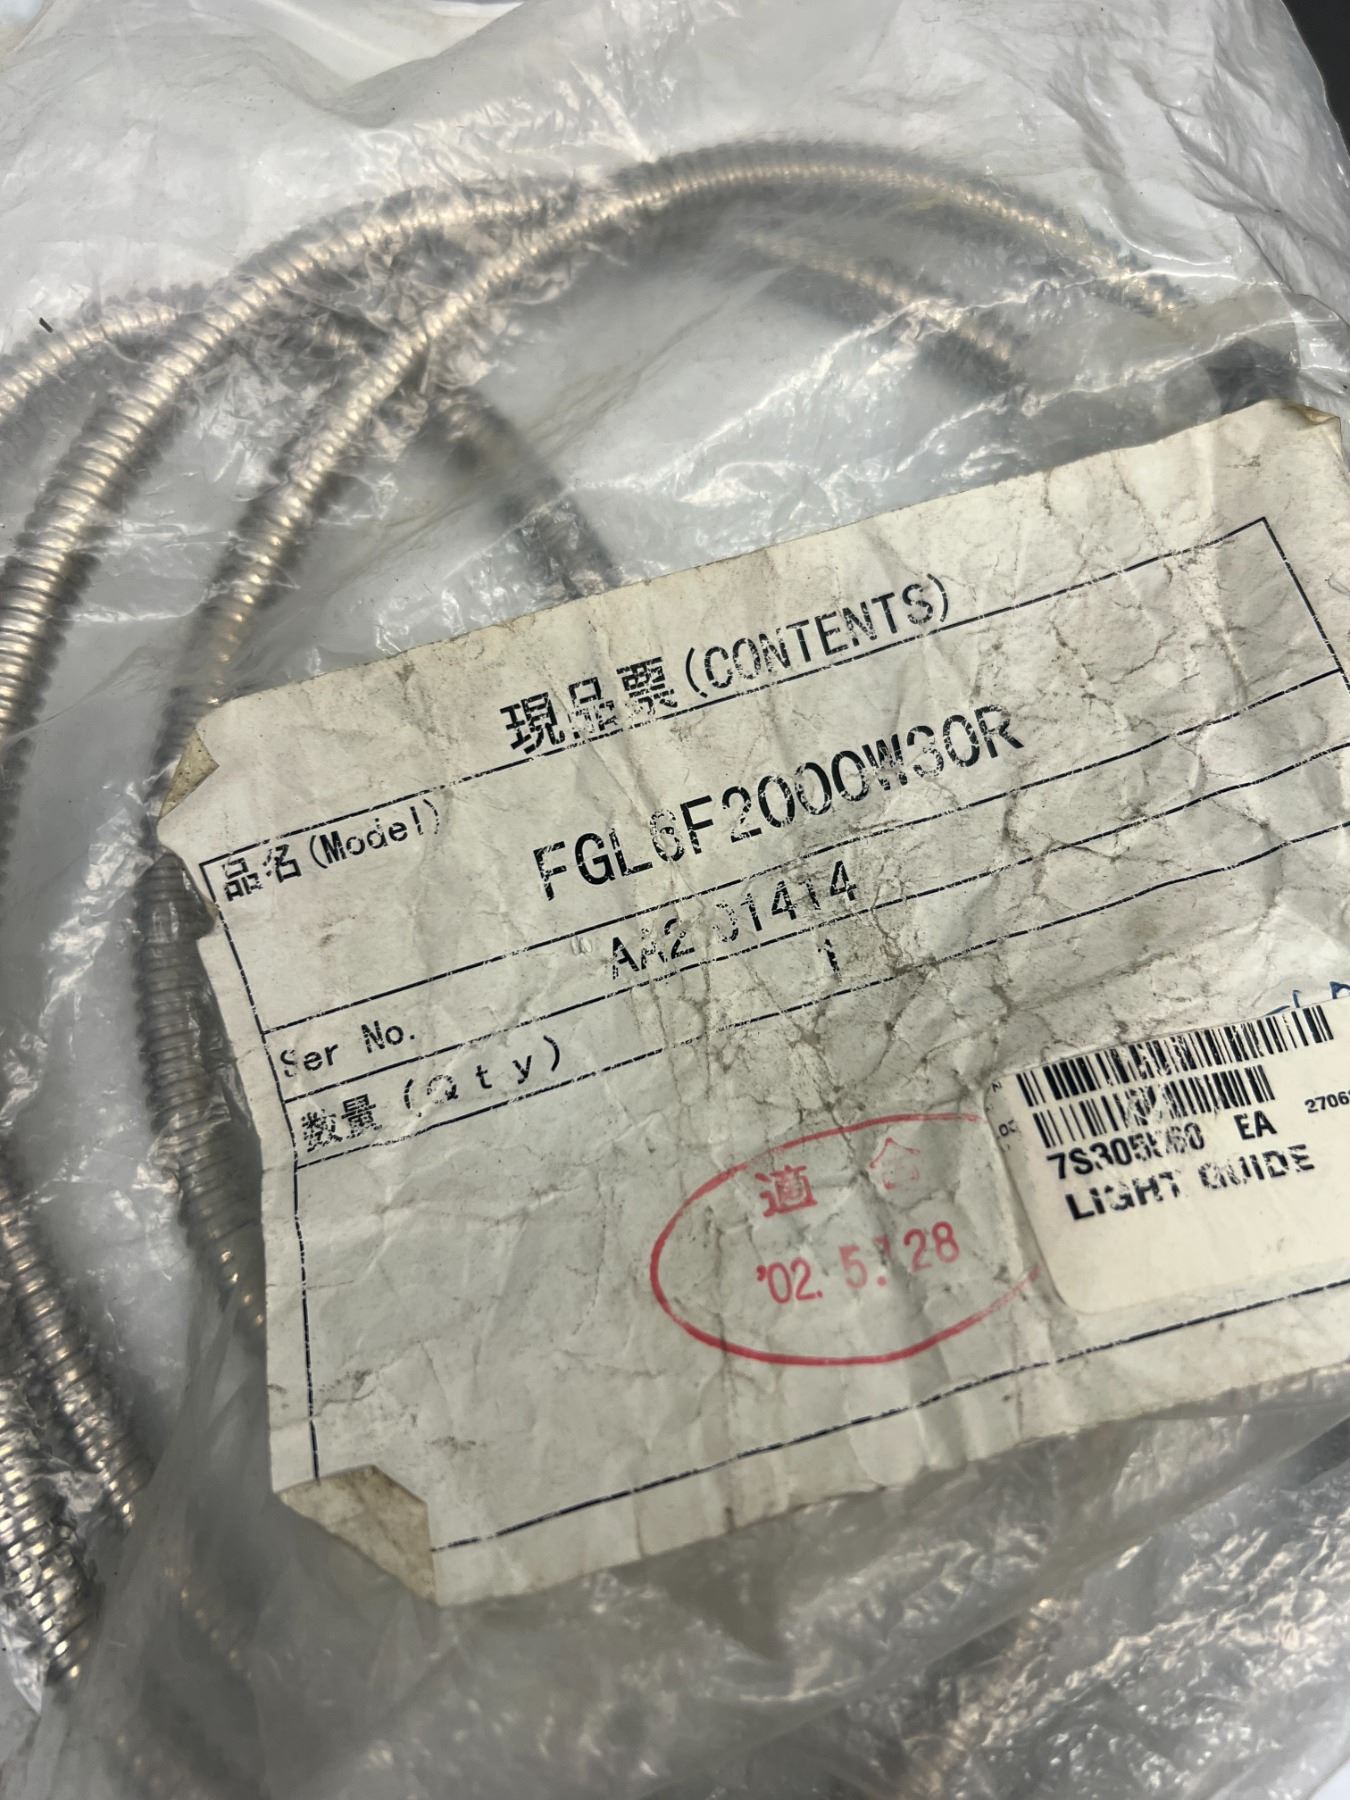 現品票(CONTENTS)
品名(Model) FGL6F2000W30R
Ser No.
数量(Qty) 1
適合
'02. 5. 28
EA
LIGHT GUIDE